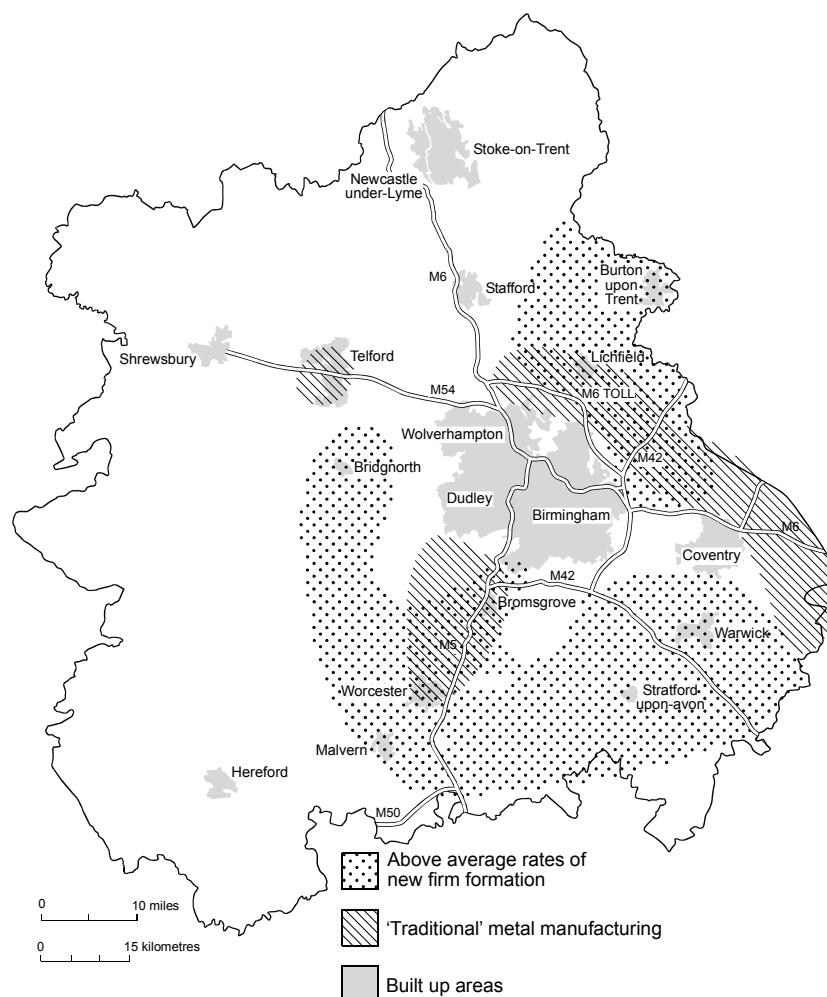 Stoke-on-Trent
Newcastle
under-Lyme
M6
Stafford
Burton
upon
Trent
Shrewsbury
Telford
Lichfield
M54
M6 TOLL
Wolverhampton
M42
Bridgnorth
Dudley
Birmingham
M6
Coventry
M42
Bromsgrove
Warwick
M5
Worcester
Stratford
upon-avon
Malvern
Hereford
M50
Above average rates of
new firm formation
0 10 miles
'Traditional' metal manufacturing
0 15 kilometres
Built up areas